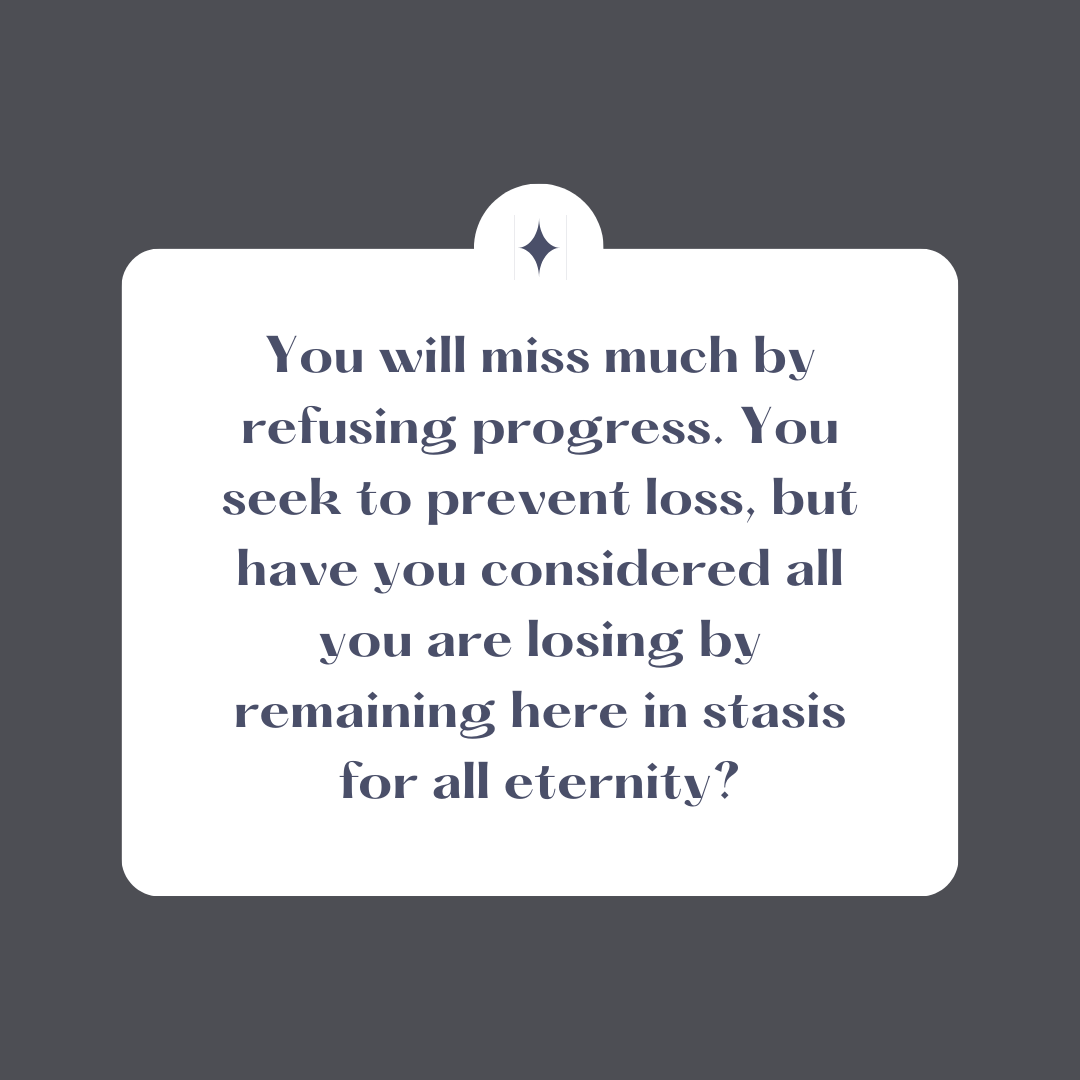 You will miss much by
refusing progress. You
seek to prevent loss, but
have you considered all
you are losing by
remaining here in stasis
for all eternity?